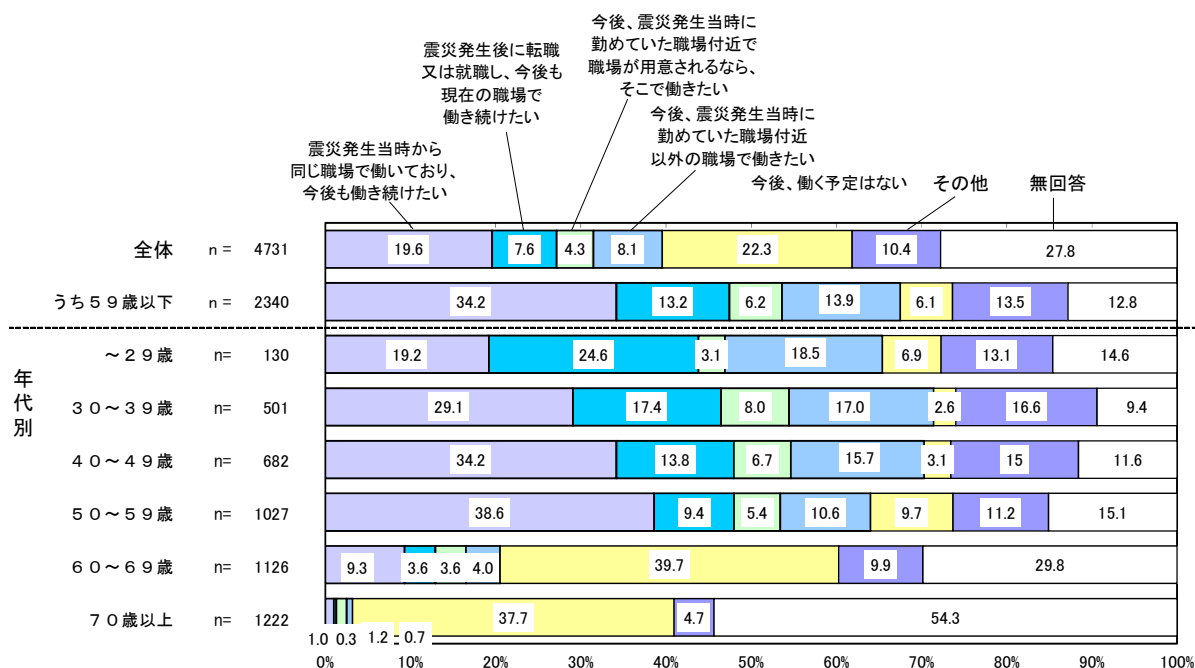 今後、震災発生当時に
勤めていた職場付近で
職場が用意されるなら、
そこで働きたい
震災発生後に転職
又は就職し、今後も
現在の職場で
働き続けたい
今後、震災発生当時に
勤めていた職場付近
以外の職場で働きたい
震災発生当時から
同じ職場で働いており、
今後も働き続けたい
今後、働く予定はない
その他
無回答
全体 n = 4731 19.6 7.6 4.3 8.1 22.3 10.4 27.8
うち59歳以下 n = 2340 34.2 13.2 6.2 13.9 6.1 13.5 12.8
年代別
~29歳 n= 130 19.2 24.6 3.1 18.5 6.9 13.1 14.6
30~39歳 n= 501 29.1 17.4 8.0 17.0 2.6 16.6 9.4
40~49歳 n= 682 34.2 13.8 6.7 15.7 3.1 15 11.6
50~59歳 n= 1027 38.6 9.4 5.4 10.6 9.7 11.2 15.1
60~69歳 n= 1126 9.3 3.6 3.6 4.0 39.7 9.9 29.8
70歳以上 n= 1222 37.7 4.7 54.3
1.0 0.3 1.2 0.7
0% 10% 20% 30% 40% 50% 60% 70% 80% 90% 100%